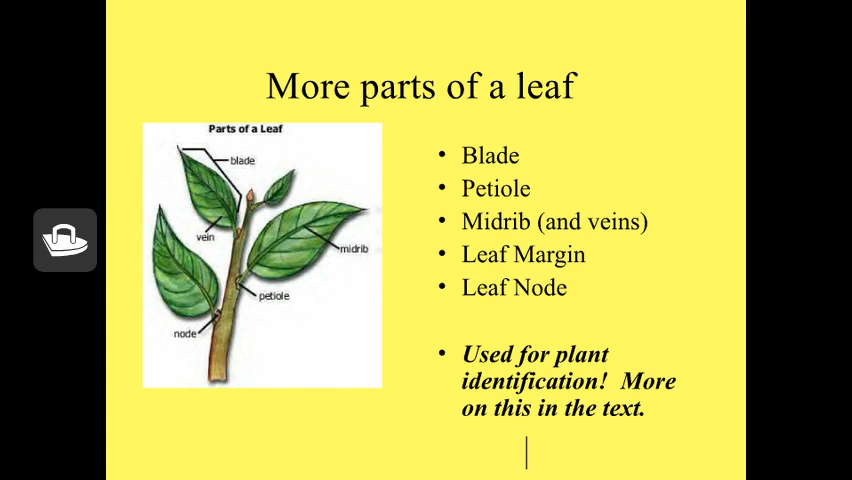 More parts of a leaf
Parts of a Leaf
blade
vein
midrib
petiole
node
• Blade
• Petiole
• Midrib (and veins)
• Leaf Margin
• Leaf Node
• Used for plant
identification! More
on this in the text.